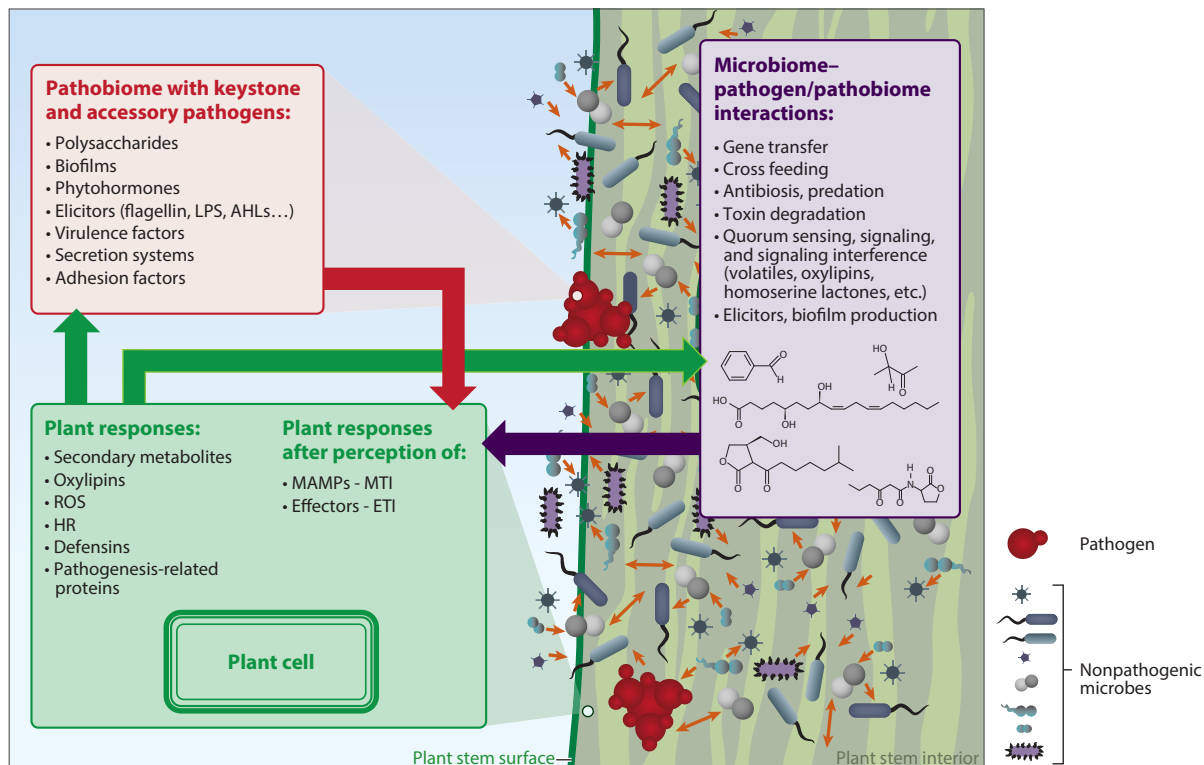 Pathobiome with keystone
and accessory pathogens:
• Polysaccharides
• Biofilms
• Phytohormones
• Elicitors (flagellin, LPS, AHLs…)
• Virulence factors
• Secretion systems
• Adhesion factors
Microbiome–
pathogen/pathobiome
interactions:
• Gene transfer
• Cross feeding
• Antibiosis, predation
• Toxin degradation
• Quorum sensing, signaling,
and signaling interference
(volatiles, oxylipins,
homoserine lactones, etc.)
• Elicitors, biofilm production
O
H
HO
H
O
HO
O
OH
OH
OH
O
O
O
O
O
H
N
O
O
O
Plant responses:
• Secondary metabolites
• Oxylipins
• ROS
• HR
• Defensins
• Pathogenesis-related
proteins
Plant responses
after perception of:
• MAMPs - MTI
• Effectors - ETI
Plant cell
Plant stem surface
Plant stem interior
Pathogen
Nonpathogenic
microbes